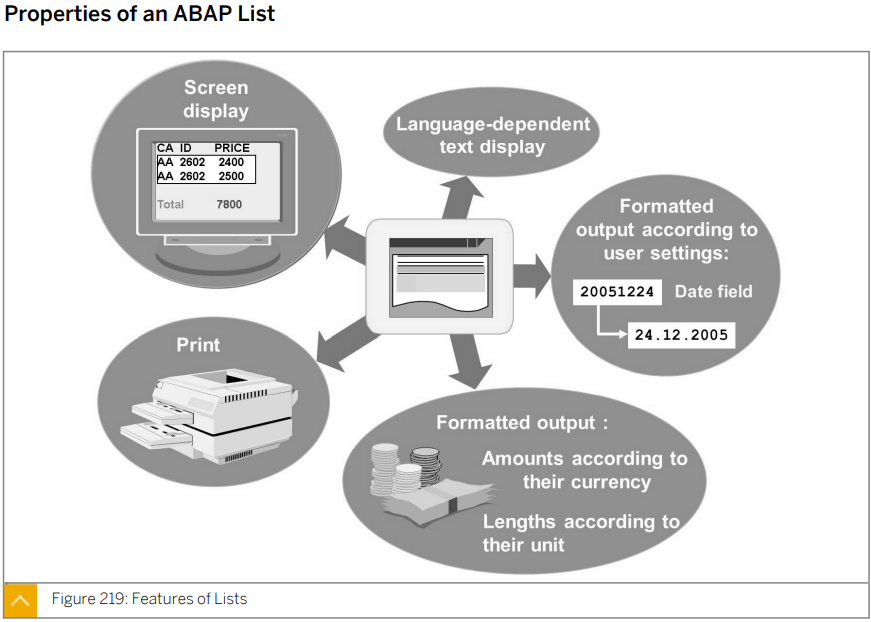 Properties of an ABAP List
Screen
display
CA ID PRICE
AA 2602 2400
AA 2602 2500
Total 7800
Language-dependent
text display
Formatted
output according to
user settings:
20051224 Date field
24.12.2005
Print
Formatted output :
Amounts according to
their currency
Lengths according to
their unit
Figure 219: Features of Lists